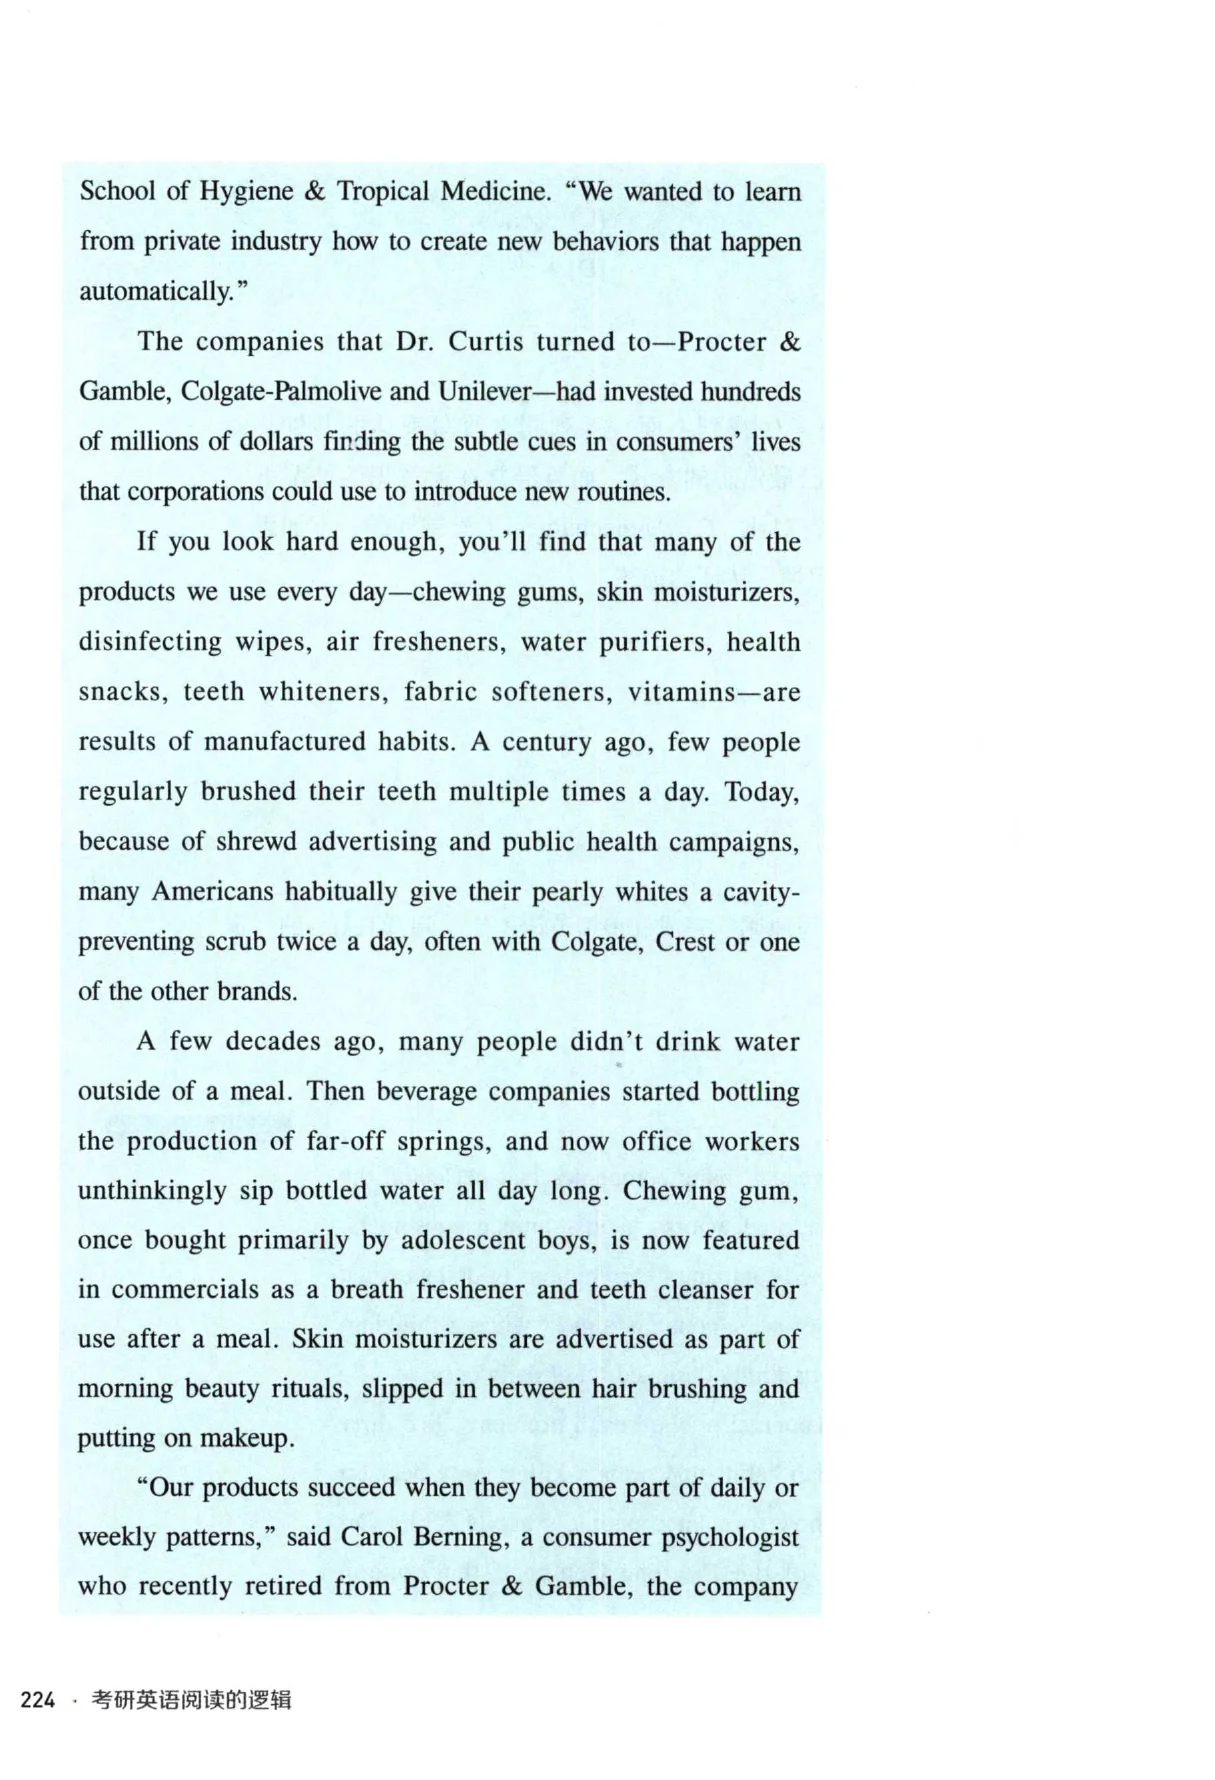 School of Hygiene & Tropical Medicine. “We wanted to learn
from private industry how to create new behaviors that happen
automatically.”
The companies that Dr. Curtis turned to—Procter &
Gamble, Colgate-Palmolive and Unilever—had invested hundreds
of millions of dollars finding the subtle cues in consumers’ lives
that corporations could use to introduce new routines.
If you look hard enough, you’ll find that many of the
products we use every day—chewing gums, skin moisturizers,
disinfecting wipes, air fresheners, water purifiers, health
snacks, teeth whiteners, fabric softeners, vitamins—are
results of manufactured habits. A century ago, few people
regularly brushed their teeth multiple times a day. Today,
because of shrewd advertising and public health campaigns,
many Americans habitually give their pearly whites a cavity-
preventing scrub twice a day, often with Colgate, Crest or one
of the other brands.
A few decades ago, many people didn’t drink water
outside of a meal. Then beverage companies started bottling
the production of far-off springs, and now office workers
unthinkingly sip bottled water all day long. Chewing gum,
once bought primarily by adolescent boys, is now featured
in commercials as a breath freshener and teeth cleanser for
use after a meal. Skin moisturizers are advertised as part of
morning beauty rituals, slipped in between hair brushing and
putting on makeup.
“Our products succeed when they become part of daily or
weekly patterns,” said Carol Berning, a consumer psychologist
who recently retired from Procter & Gamble, the company
224 · 考研英语阅读的逻辑